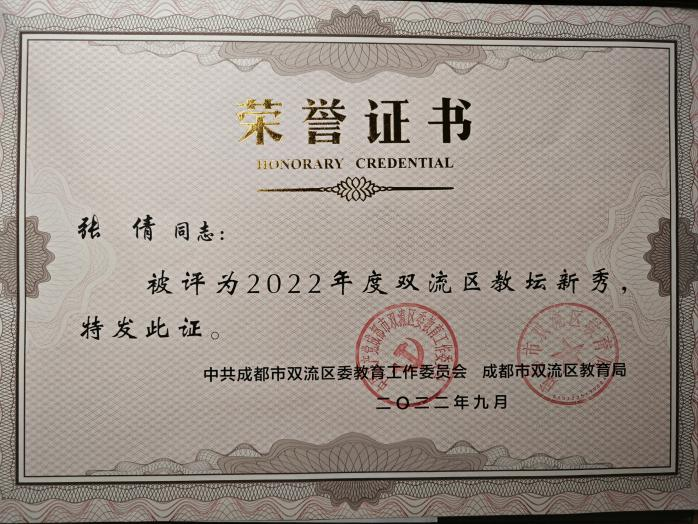 荣誉证书
HONORARY CREDENTIAL
张 倩 同志：
被评为2022年度双流区教坛新秀，
特发此证。
中共成都市双流区委教育工作委员会 成都市双流区教育局
二〇二二年九月